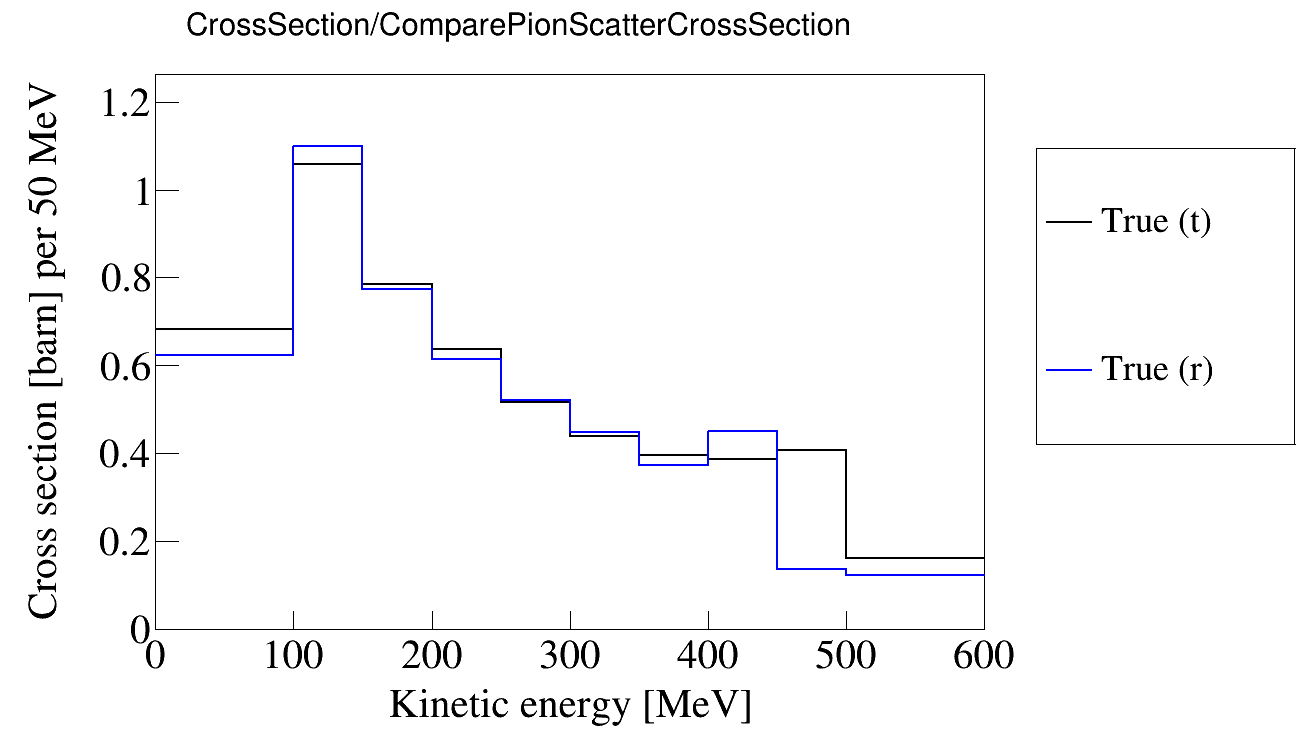 CrossSection/ComparePionScatterCrossSection
Cross section [barn] per 50 MeV
1.2
1
0.8
0.6
0.4
0.2
0
0 100 200 300 400 500 600
Kinetic energy [MeV]
True (t)
True (r)